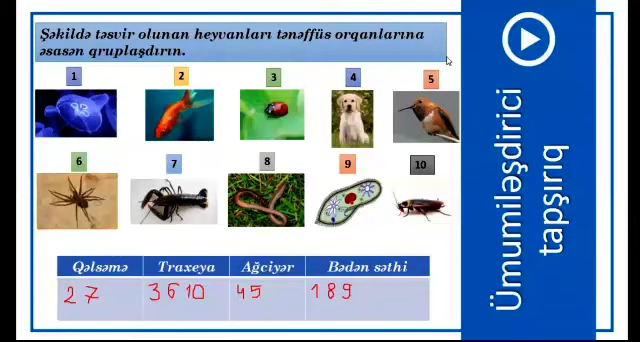 Şəkildə təsvir olunan heyvanları tənəffüs orqanlarına
əsasən qruplaşdırın.
1
2
3
4
5
6
7
8
9
10
Qəlsəmə Traxeya Ağciyər Bədən səthi
2 7 3 6 10 4 5 1 8 9
Ümumiləşdirici
tapşırıq